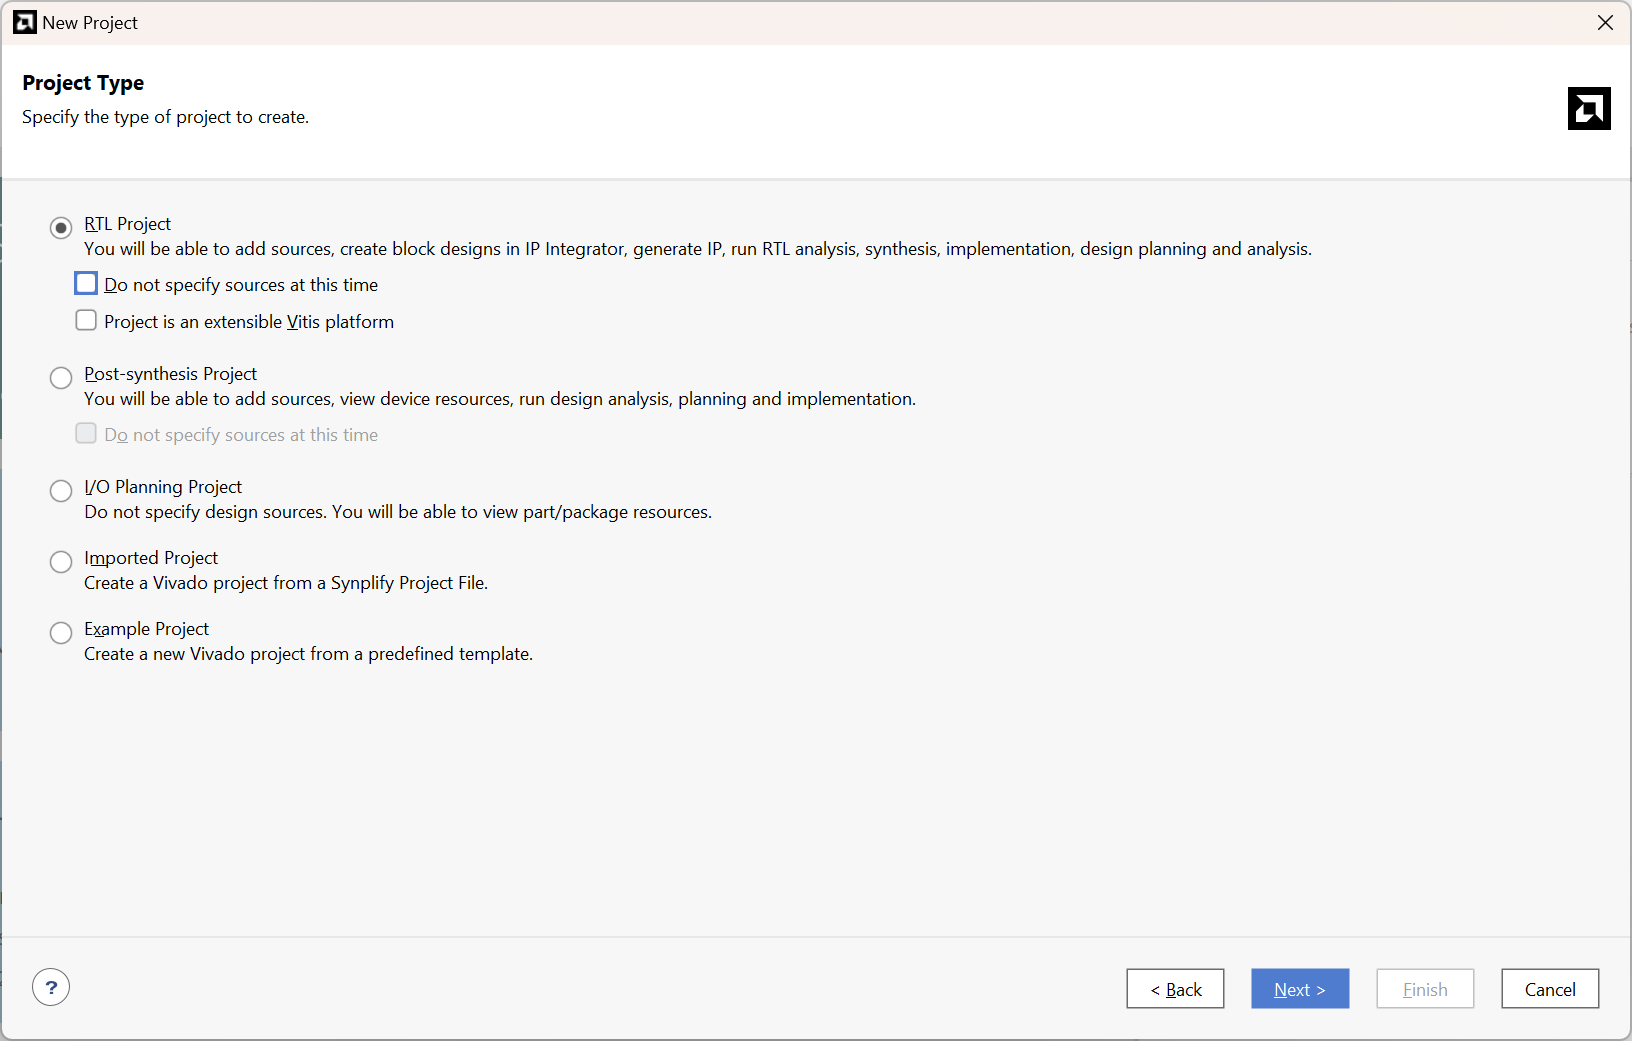 New Project
Project Type
Specify the type of project to create.
RTL Project
You will be able to add sources, create block designs in IP Integrator, generate IP, run RTL analysis, synthesis, implementation, design planning and analysis.
Do not specify sources at this time
Project is an extensible Vitis platform
Post-synthesis Project
You will be able to add sources, view device resources, run design analysis, planning and implementation.
Do not specify sources at this time
I/O Planning Project
Do not specify design sources. You will be able to view part/package resources.
Imported Project
Create a Vivado project from a Synplify Project File.
Example Project
Create a new Vivado project from a predefined template.
?
< Back
Next >
Finish
Cancel